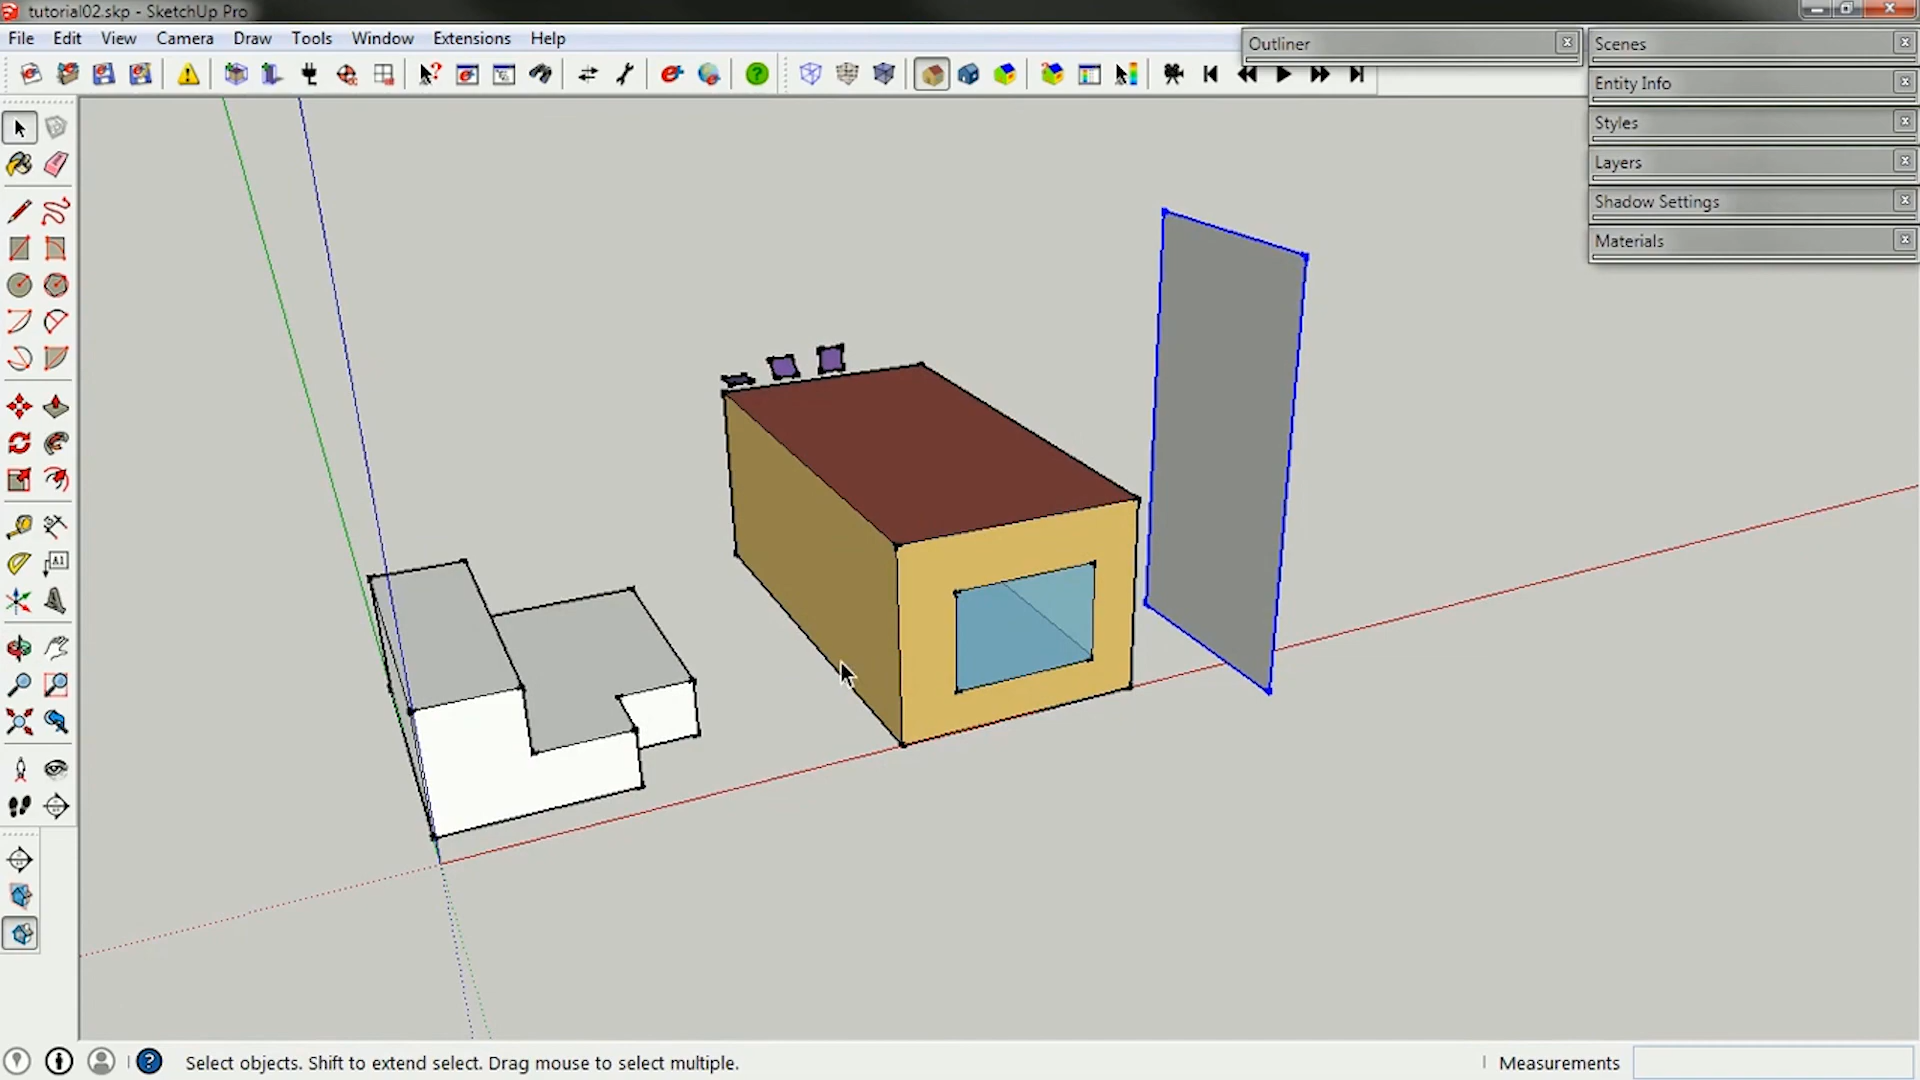 tutorial02.skp - SketchUp Pro
File Edit View Camera Draw Tools Window Extensions Help
Outliner
Scenes
Entity Info
Styles
Layers
Shadow Settings
Materials
A1
Select objects. Shift to extend select. Drag mouse to select multiple.
Measurements